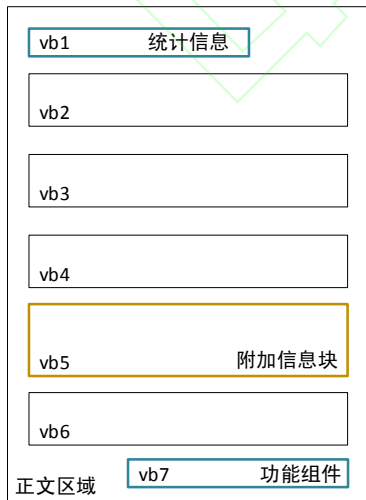 vb1 统计信息
vb2
vb3
vb4
vb5 附加信息块
vb6
vb7 功能组件
正文区域